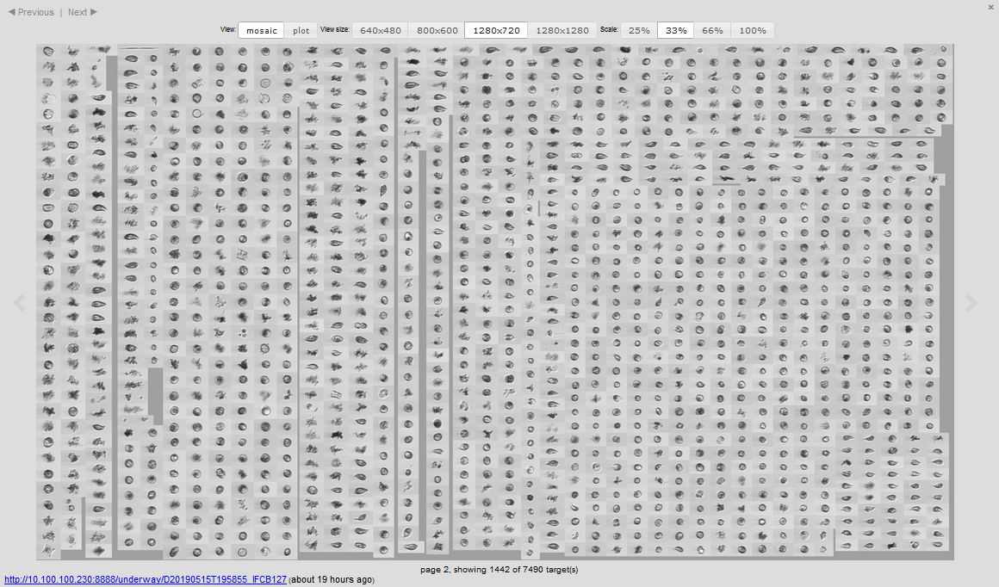 ◄ Previous | Next ►
View: mosaic plot View size: 640x480 800x600 1280x720 1280x1280 Scale: 25% 33% 66% 100%
page 2, showing 1442 of 7490 target(s)
http://10.100.100.230:8888/underway/D20190515T195855_IFCB127 (about 19 hours ago)